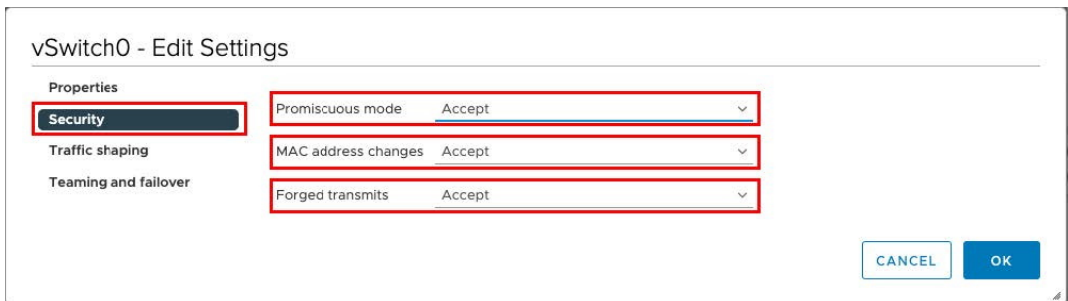 vSwitch0 - Edit Settings
Properties
Security
Traffic shaping
Teaming and failover
Promiscuous mode Accept
MAC address changes Accept
Forged transmits Accept
CANCEL OK